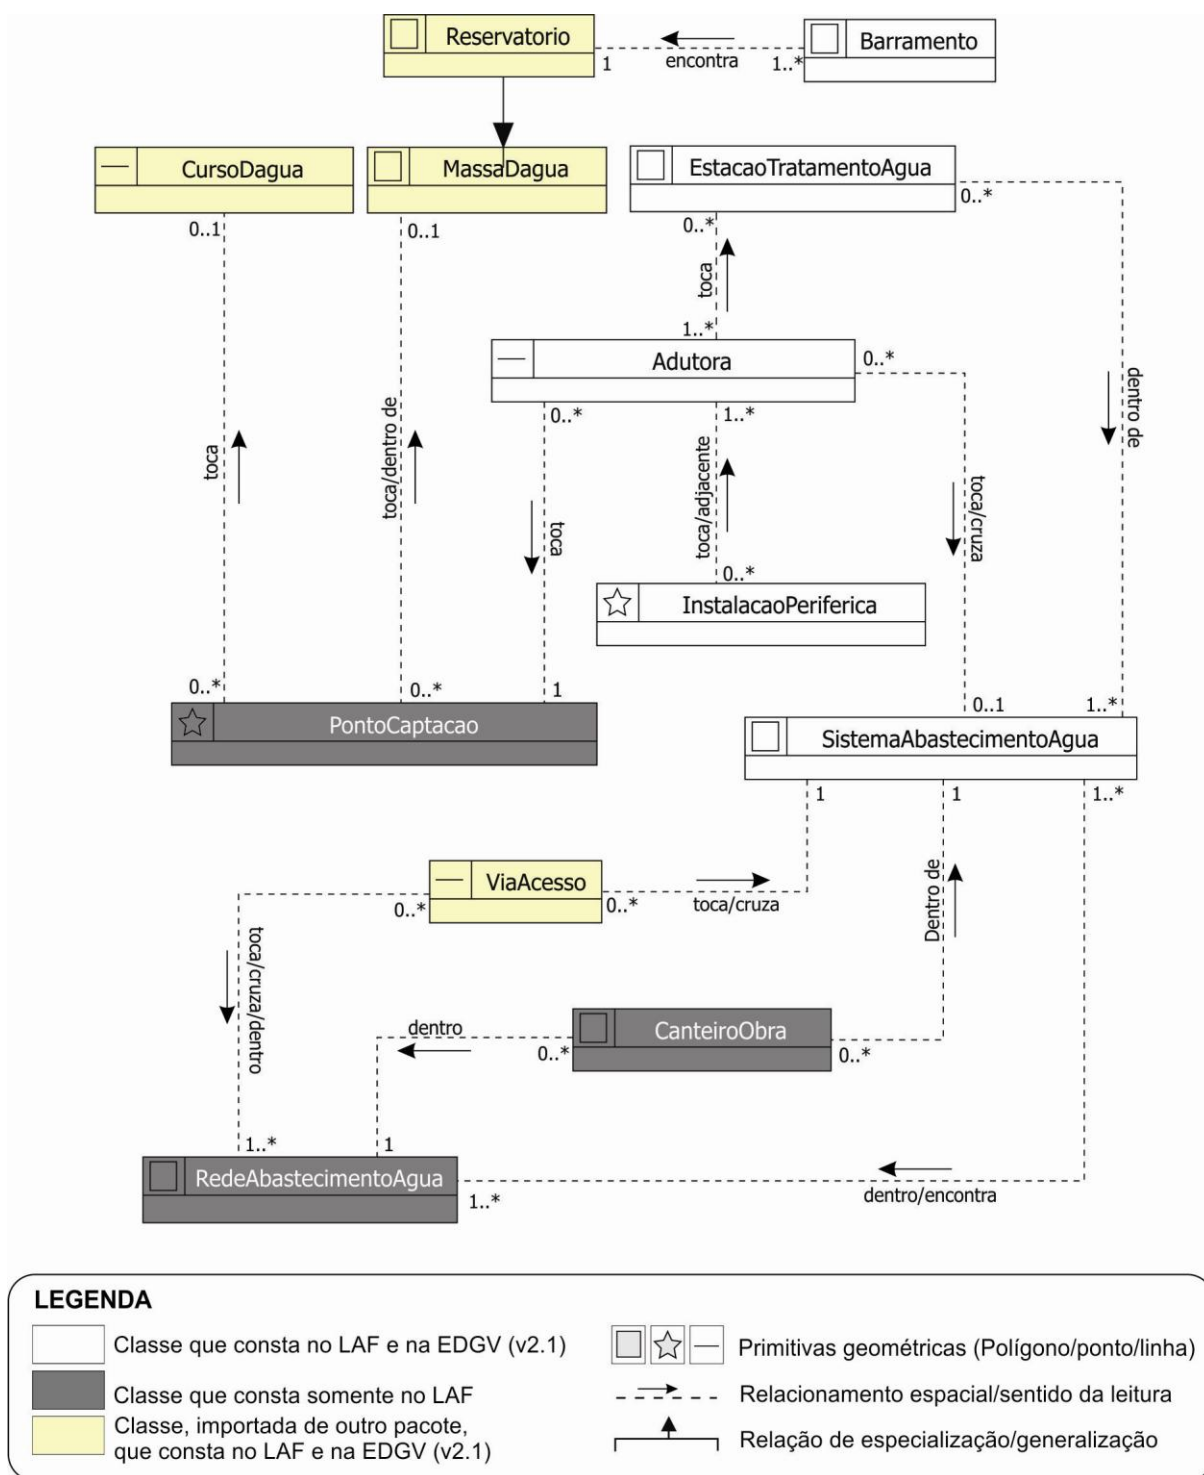 Reservatorio
Barramento
1
encontra
1..*
CursoDagua
MassaDagua
EstacaoTratamentoAgua
0..1
0..1
0..*
0..*
toca
dentro de
1..*
Adutora
0..*
0..*
1..*
toca
toca/dentro de
toca
toca/adjacente
toca/cruza
0..*
InstalacaoPeriferica
0..*
0..*
1
0..1
1..*
PontoCaptacao
SistemaAbastecimentoAgua
1
1
1..*
ViaAcesso
0..*
0..*
toca/cruza
Dentro de
toca/cruza/dentro
dentro
CanteiroObra
0..*
0..*
1..*
1
RedeAbastecimentoAgua
1..*
dentro/encontra
LEGENDA
Classe que consta no LAF e na EDGV (v2.1)
Classe que consta somente no LAF
Classe, importada de outro pacote,
que consta no LAF e na EDGV (v2.1)
Primitivas geométricas (Polígono/ponto/linha)
Relacionamento espacial/sentido da leitura
Relação de especialização/generalização